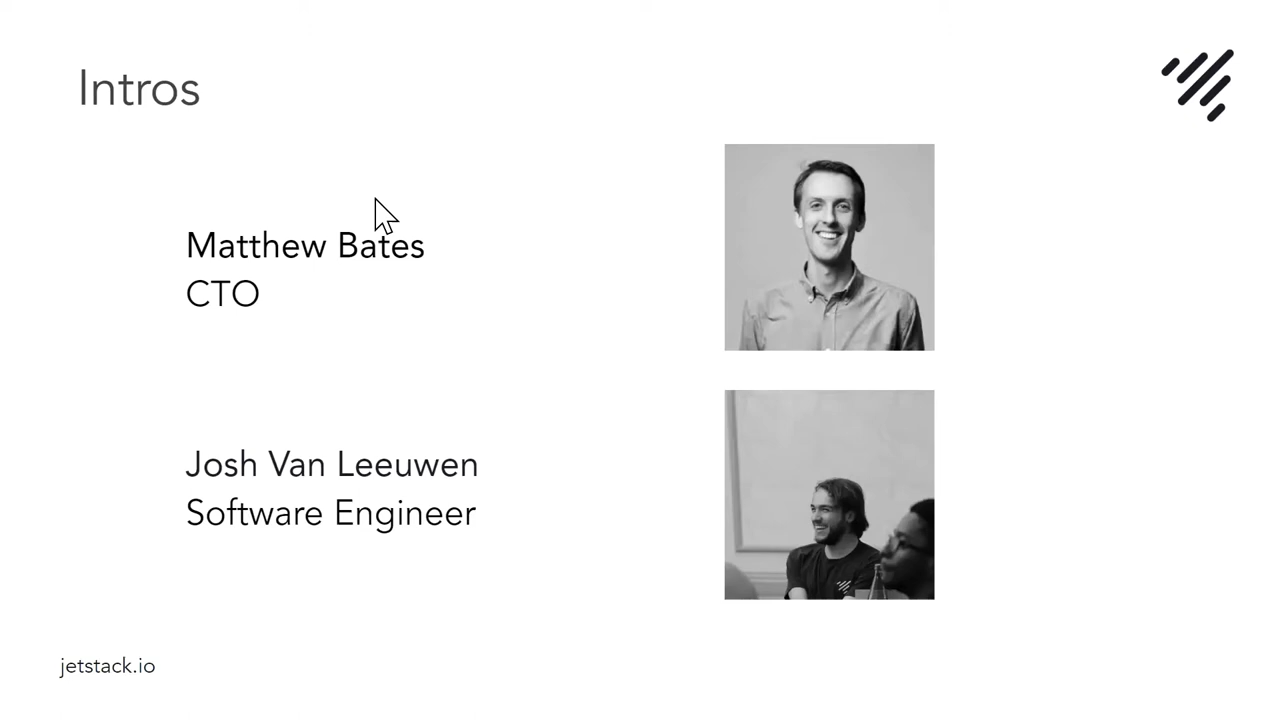 Intros
Matthew Bates
CTO
Josh Van Leeuwen
Software Engineer
jetstack.io